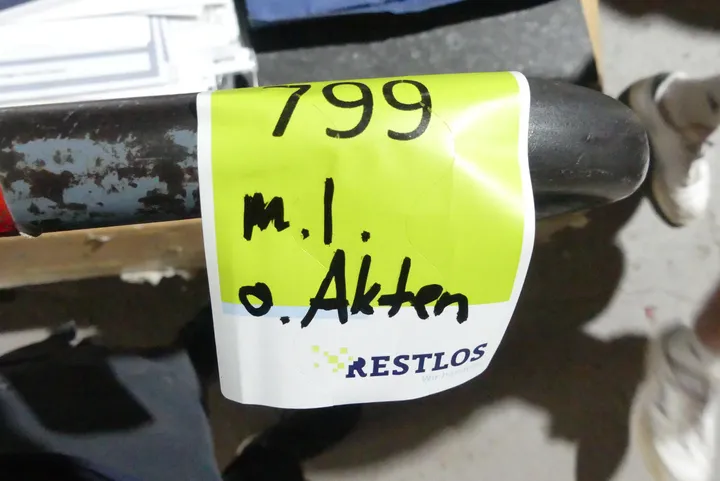 799
m. l.
o. Akten
RESTLOS